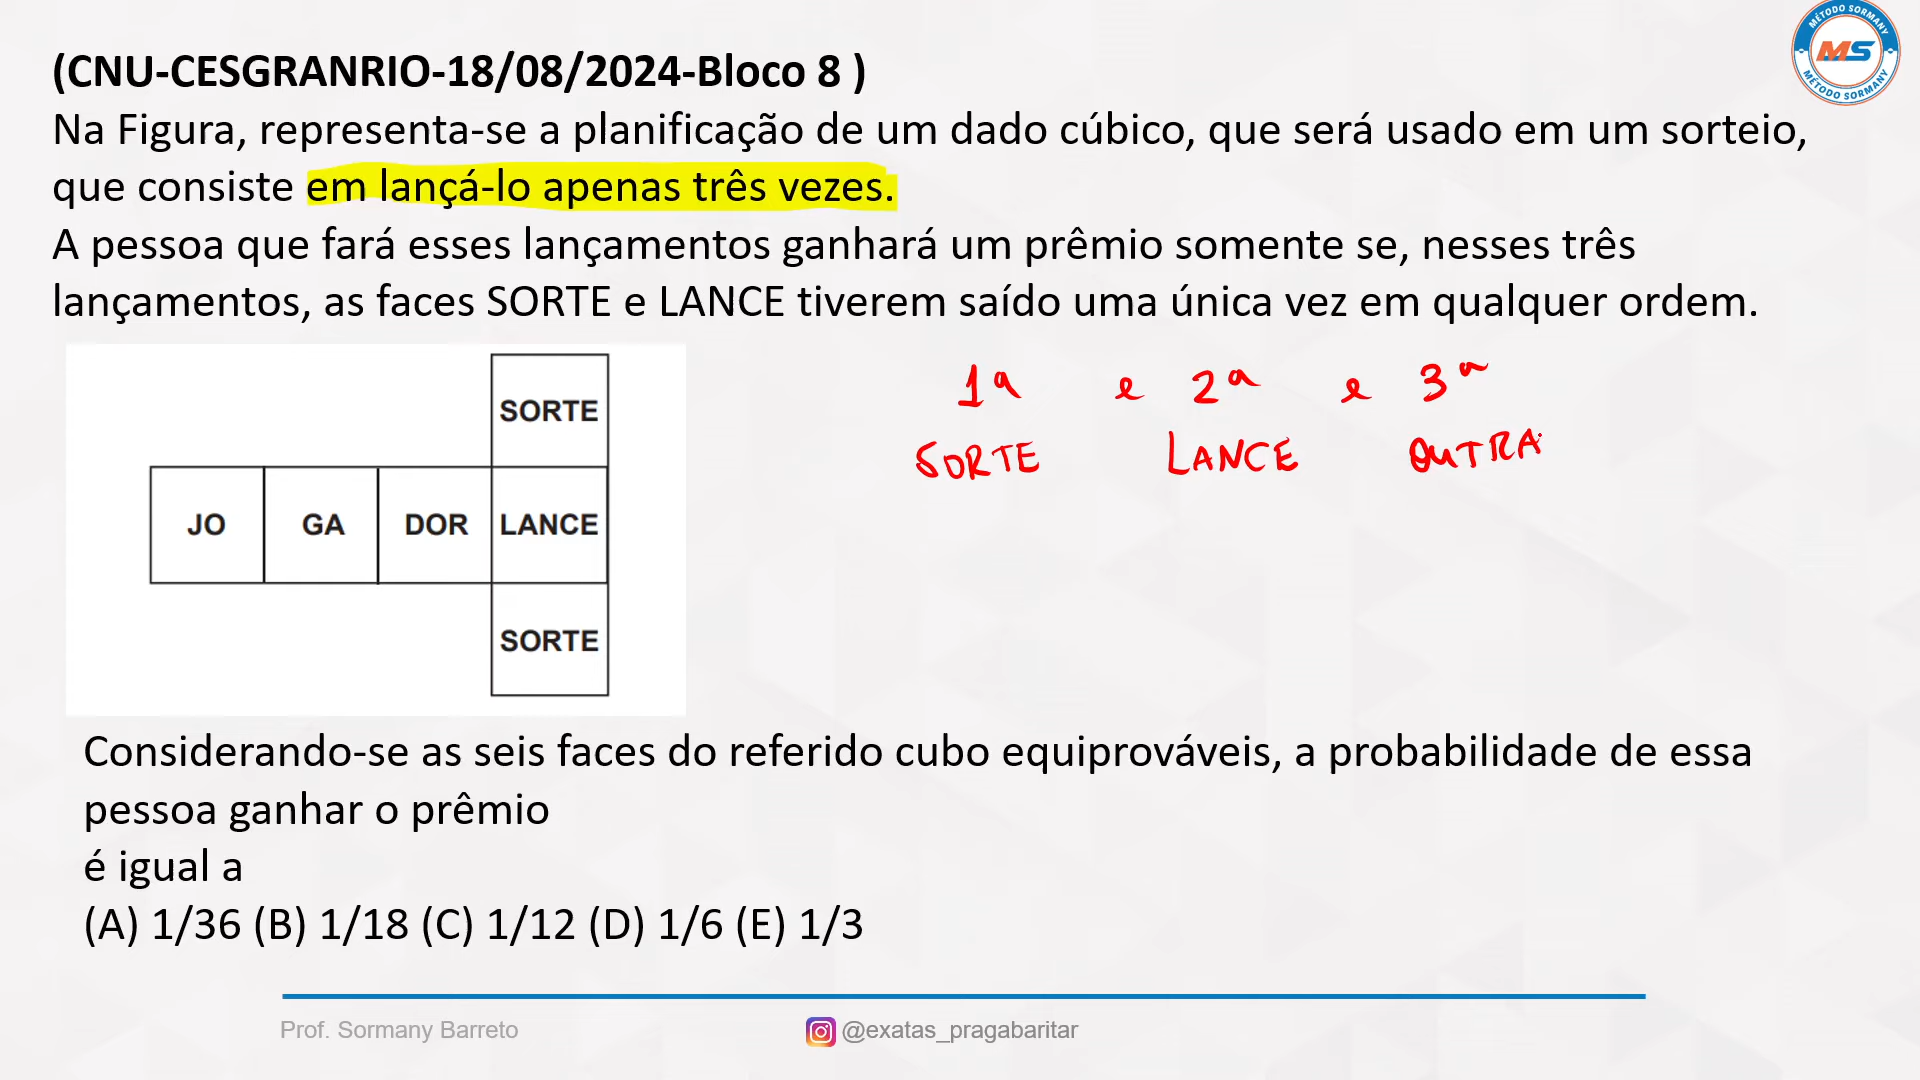 (CNU-CESGRANRIO-18/08/2024-Bloco 8 )
Na Figura, representa-se a planificação de um dado cúbico, que será usado em um sorteio,
que consiste em lançá-lo apenas três vezes.
A pessoa que fará esses lançamentos ganhará um prêmio somente se, nesses três
lançamentos, as faces SORTE e LANCE tiverem saído uma única vez em qualquer ordem.
MÉTODO SORMANY
MS
MÉTODO SORMANY
SORTE
JO GA DOR LANCE
SORTE
1ª e 2ª e 3ª
SORTE LANCE OUTRA
Considerando-se as seis faces do referido cubo equiprováveis, a probabilidade de essa
pessoa ganhar o prêmio
é igual a
(A) 1/36 (B) 1/18 (C) 1/12 (D) 1/6 (E) 1/3
Prof. Sormany Barreto
@exatas_pragabaritar